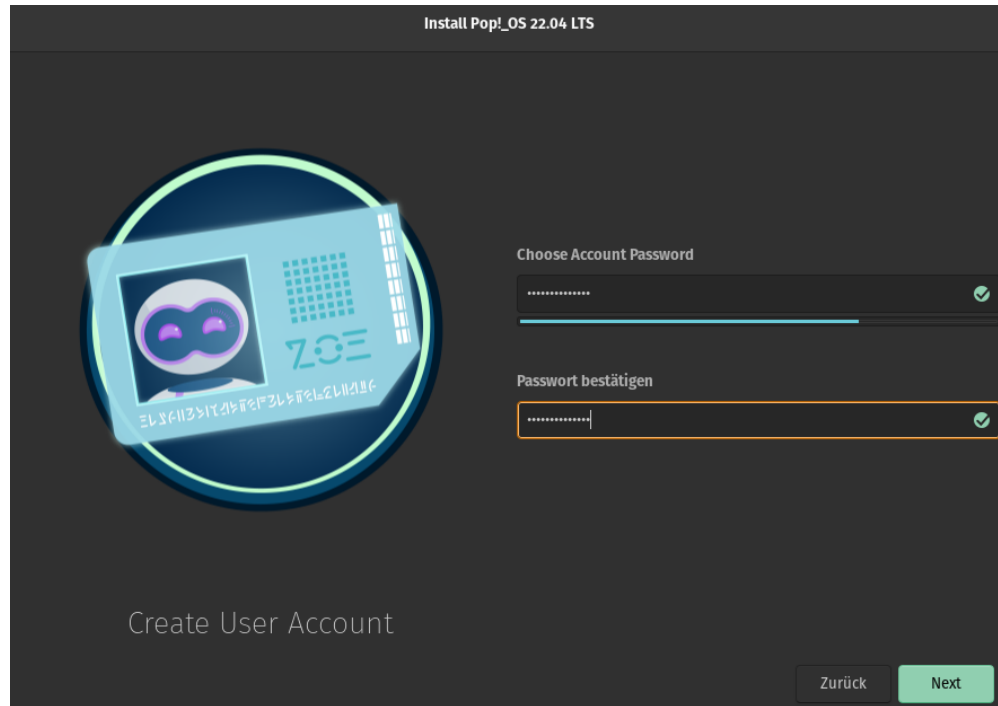 Install Pop!_OS 22.04 LTS
Choose Account Password
••••••••••••••
Passwort bestätigen
••••••••••••••
ZOE
Create User Account
Zurück
Next